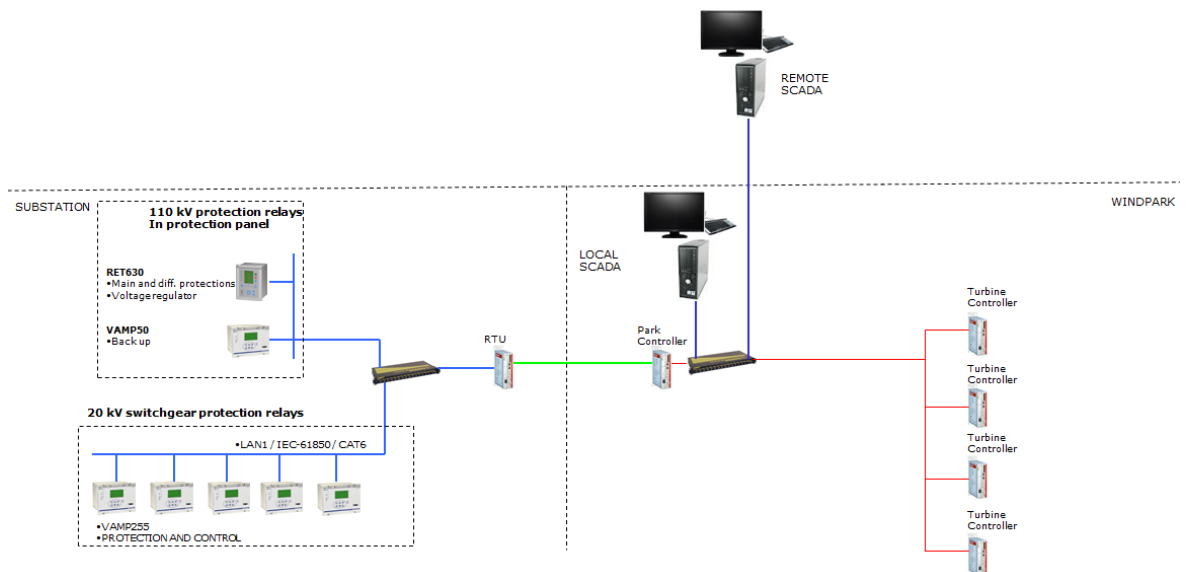 REMOTE
SCADA
SUBSTATION
WINDPARK
110 kV protection relays
In protection panel
RET630
•Main and diff. protections
•Voltage regulator
VAMP50
•Back up
LOCAL
SCADA
RTU
Park
Controller
Turbine
Controller
Turbine
Controller
Turbine
Controller
Turbine
Controller
20 kV switchgear protection relays
•LAN1 / IEC-61850 / CAT6
•VAMP255
•PROTECTION AND CONTROL